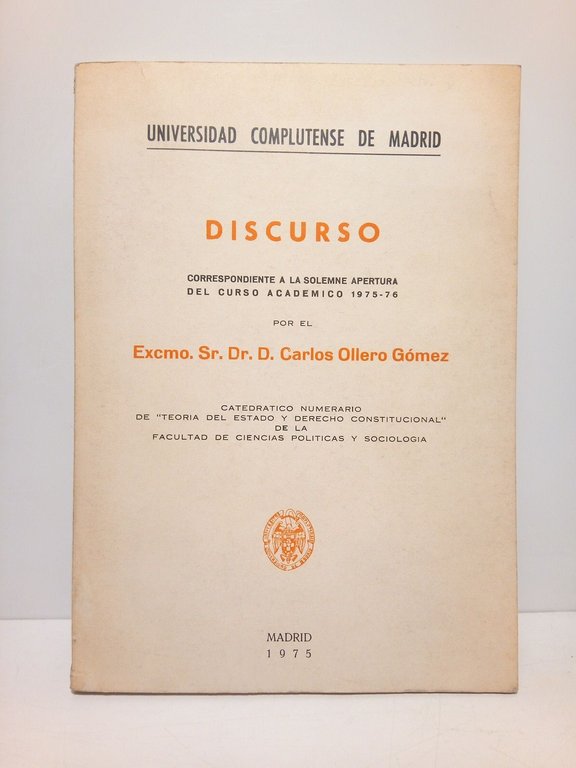 UNIVERSIDAD COMPLUTENSE DE MADRID
DISCURSO
CORRESPONDIENTE A LA SOLEMNE APERTURA
DEL CURSO ACADEMICO 1975-76
POR EL
Excmo. Sr. Dr. D. Carlos Ollero Gómez
CATEDRATICO NUMERARIO
DE "TEORIA DEL ESTADO Y DERECHO CONSTITUCIONAL"
DE LA
FACULTAD DE CIENCIAS POLITICAS Y SOCIOLOGIA
MADRID
1975